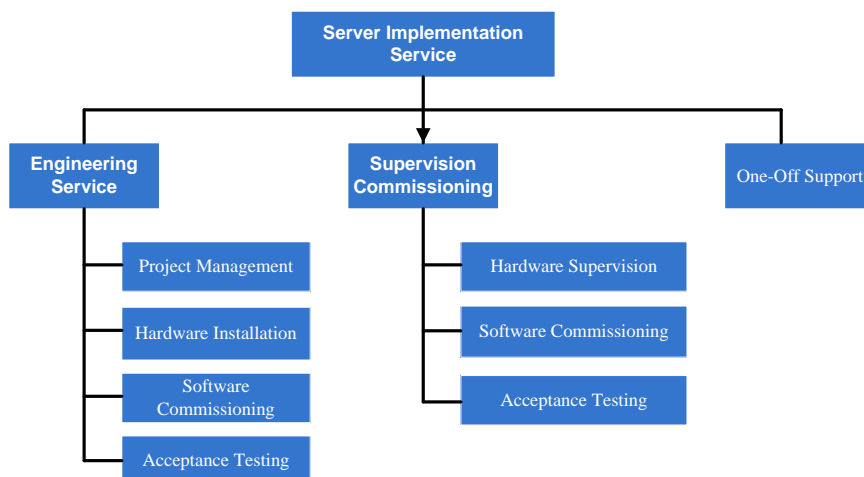 Server Implementation
Service
Engineering
Service
Supervision
Commissioning
One-Off Support
Project Management
Hardware Installation
Software
Commissioning
Acceptance Testing
Hardware Supervision
Software Commissioning
Acceptance Testing